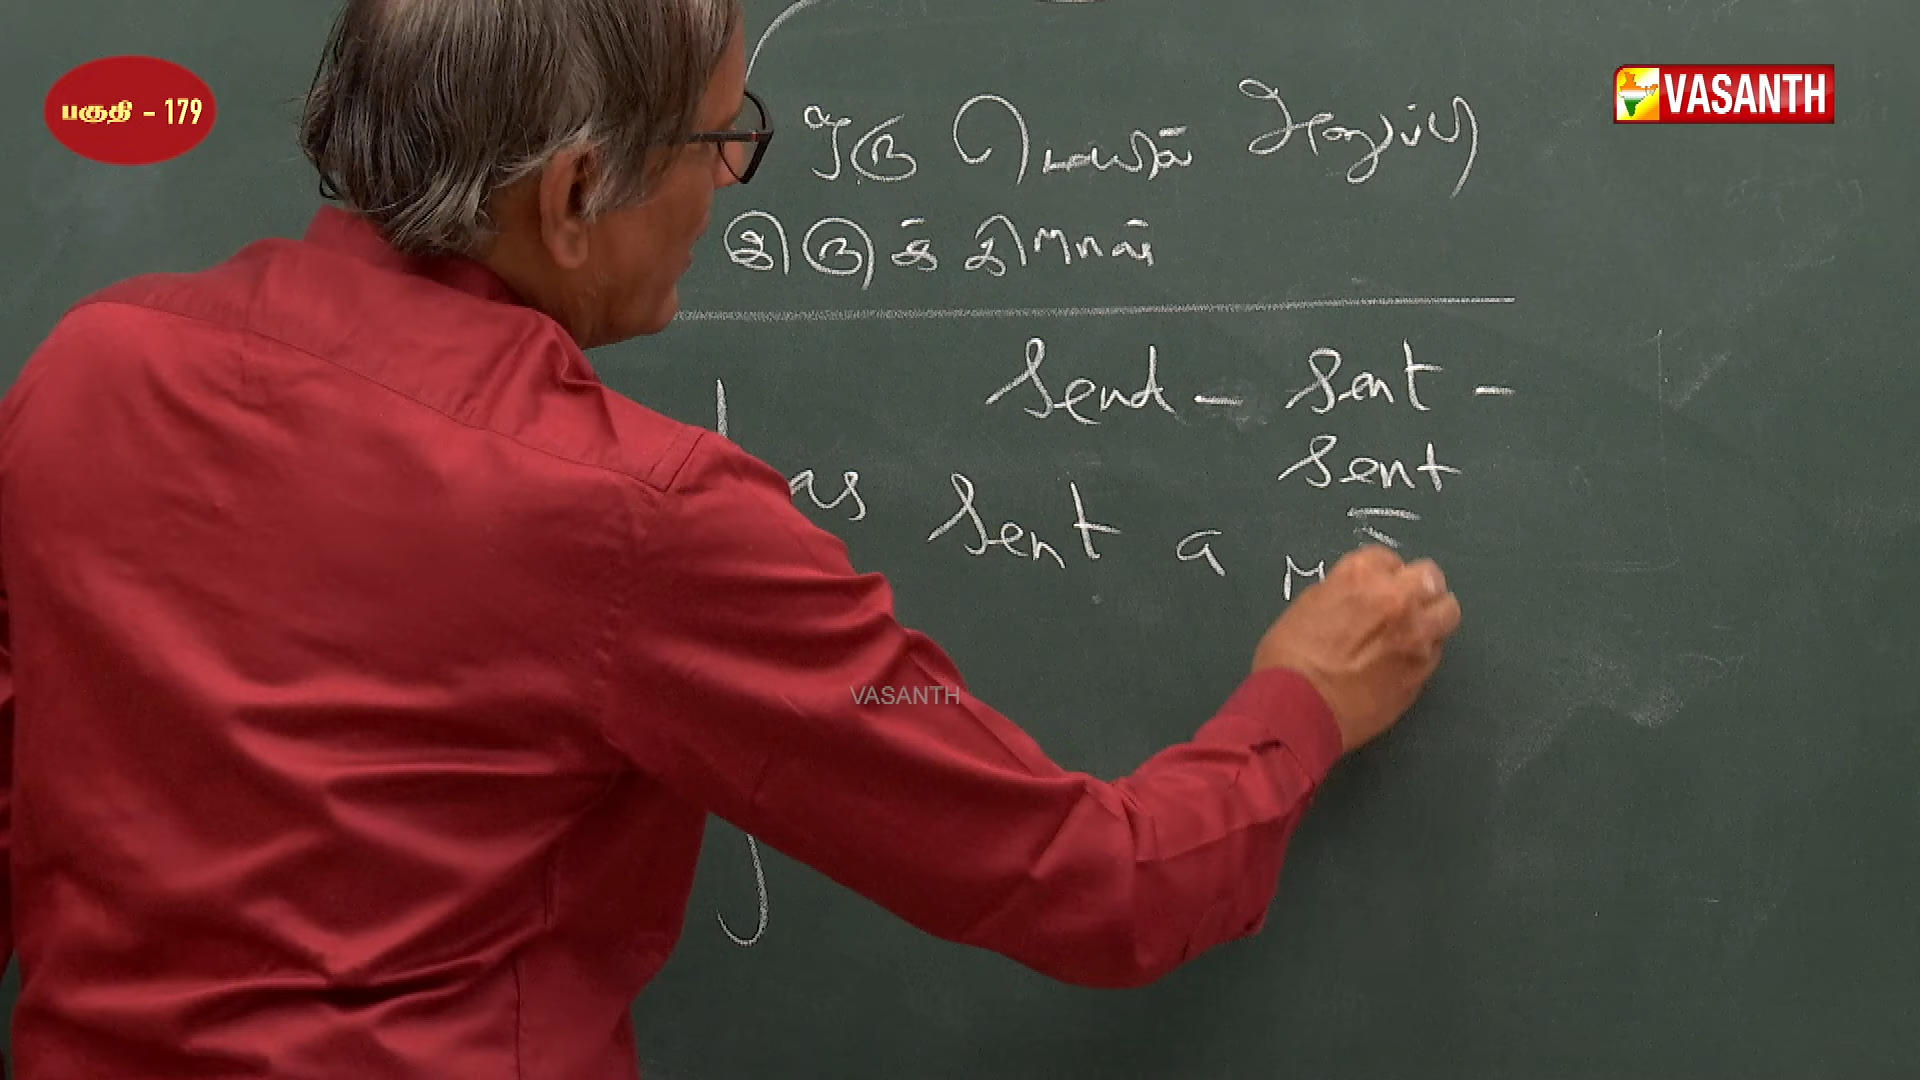 பகுதி - 179
VASANTH
ஒரு மெயில் அனுப்பி
இருக்கிறாள்
Send - Sent -
Sent
as Sent a
VASANTH